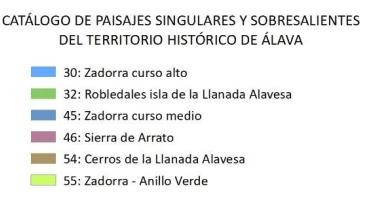 CATÁLOGO DE PAISAJES SINGULARES Y SOBRESALIENTES
DEL TERRITORIO HISTÓRICO DE ÁLAVA
30: Zadorra curso alto
32: Robledales isla de la Llanada Alavesa
45: Zadorra curso medio
46: Sierra de Arrato
54: Cerros de la Llanada Alavesa
55: Zadorra - Anillo Verde